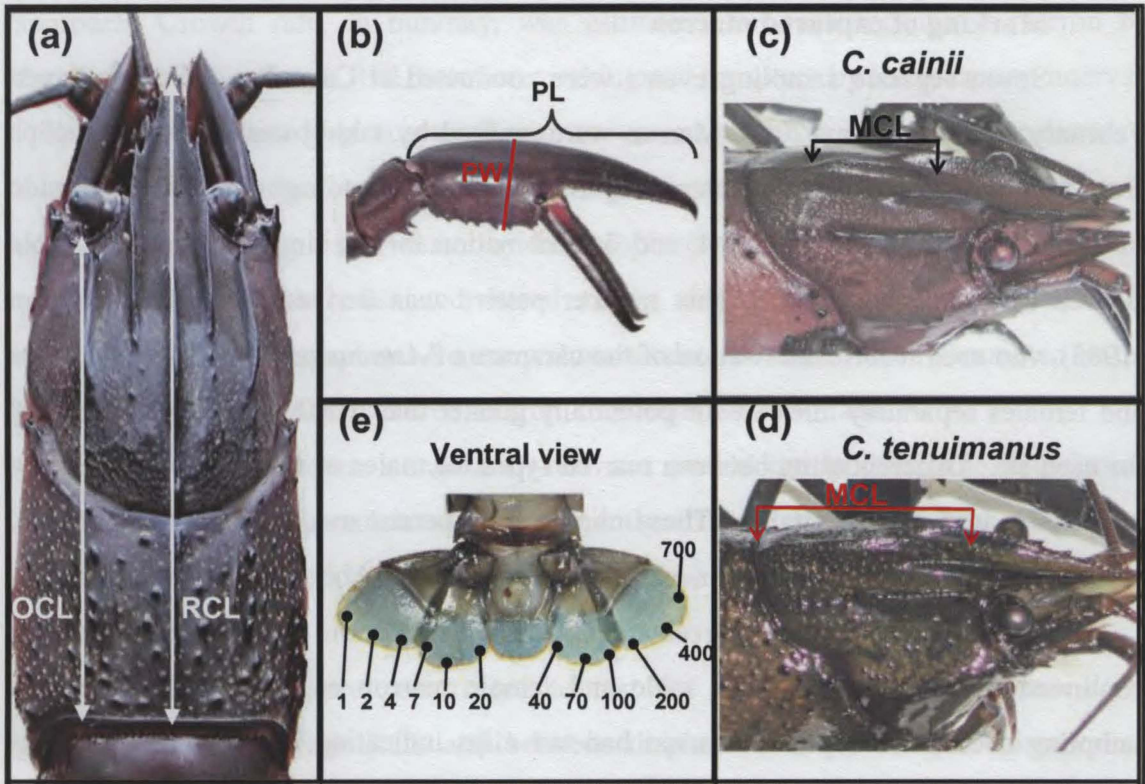 (a)
OCL
RCL
(b)
PL
PW
(c)
C. cainii
MCL
(d)
C. tenuimanus
MCL
(e)
Ventral view
700
400
1 2 4 7 10 20 40 70 100 200